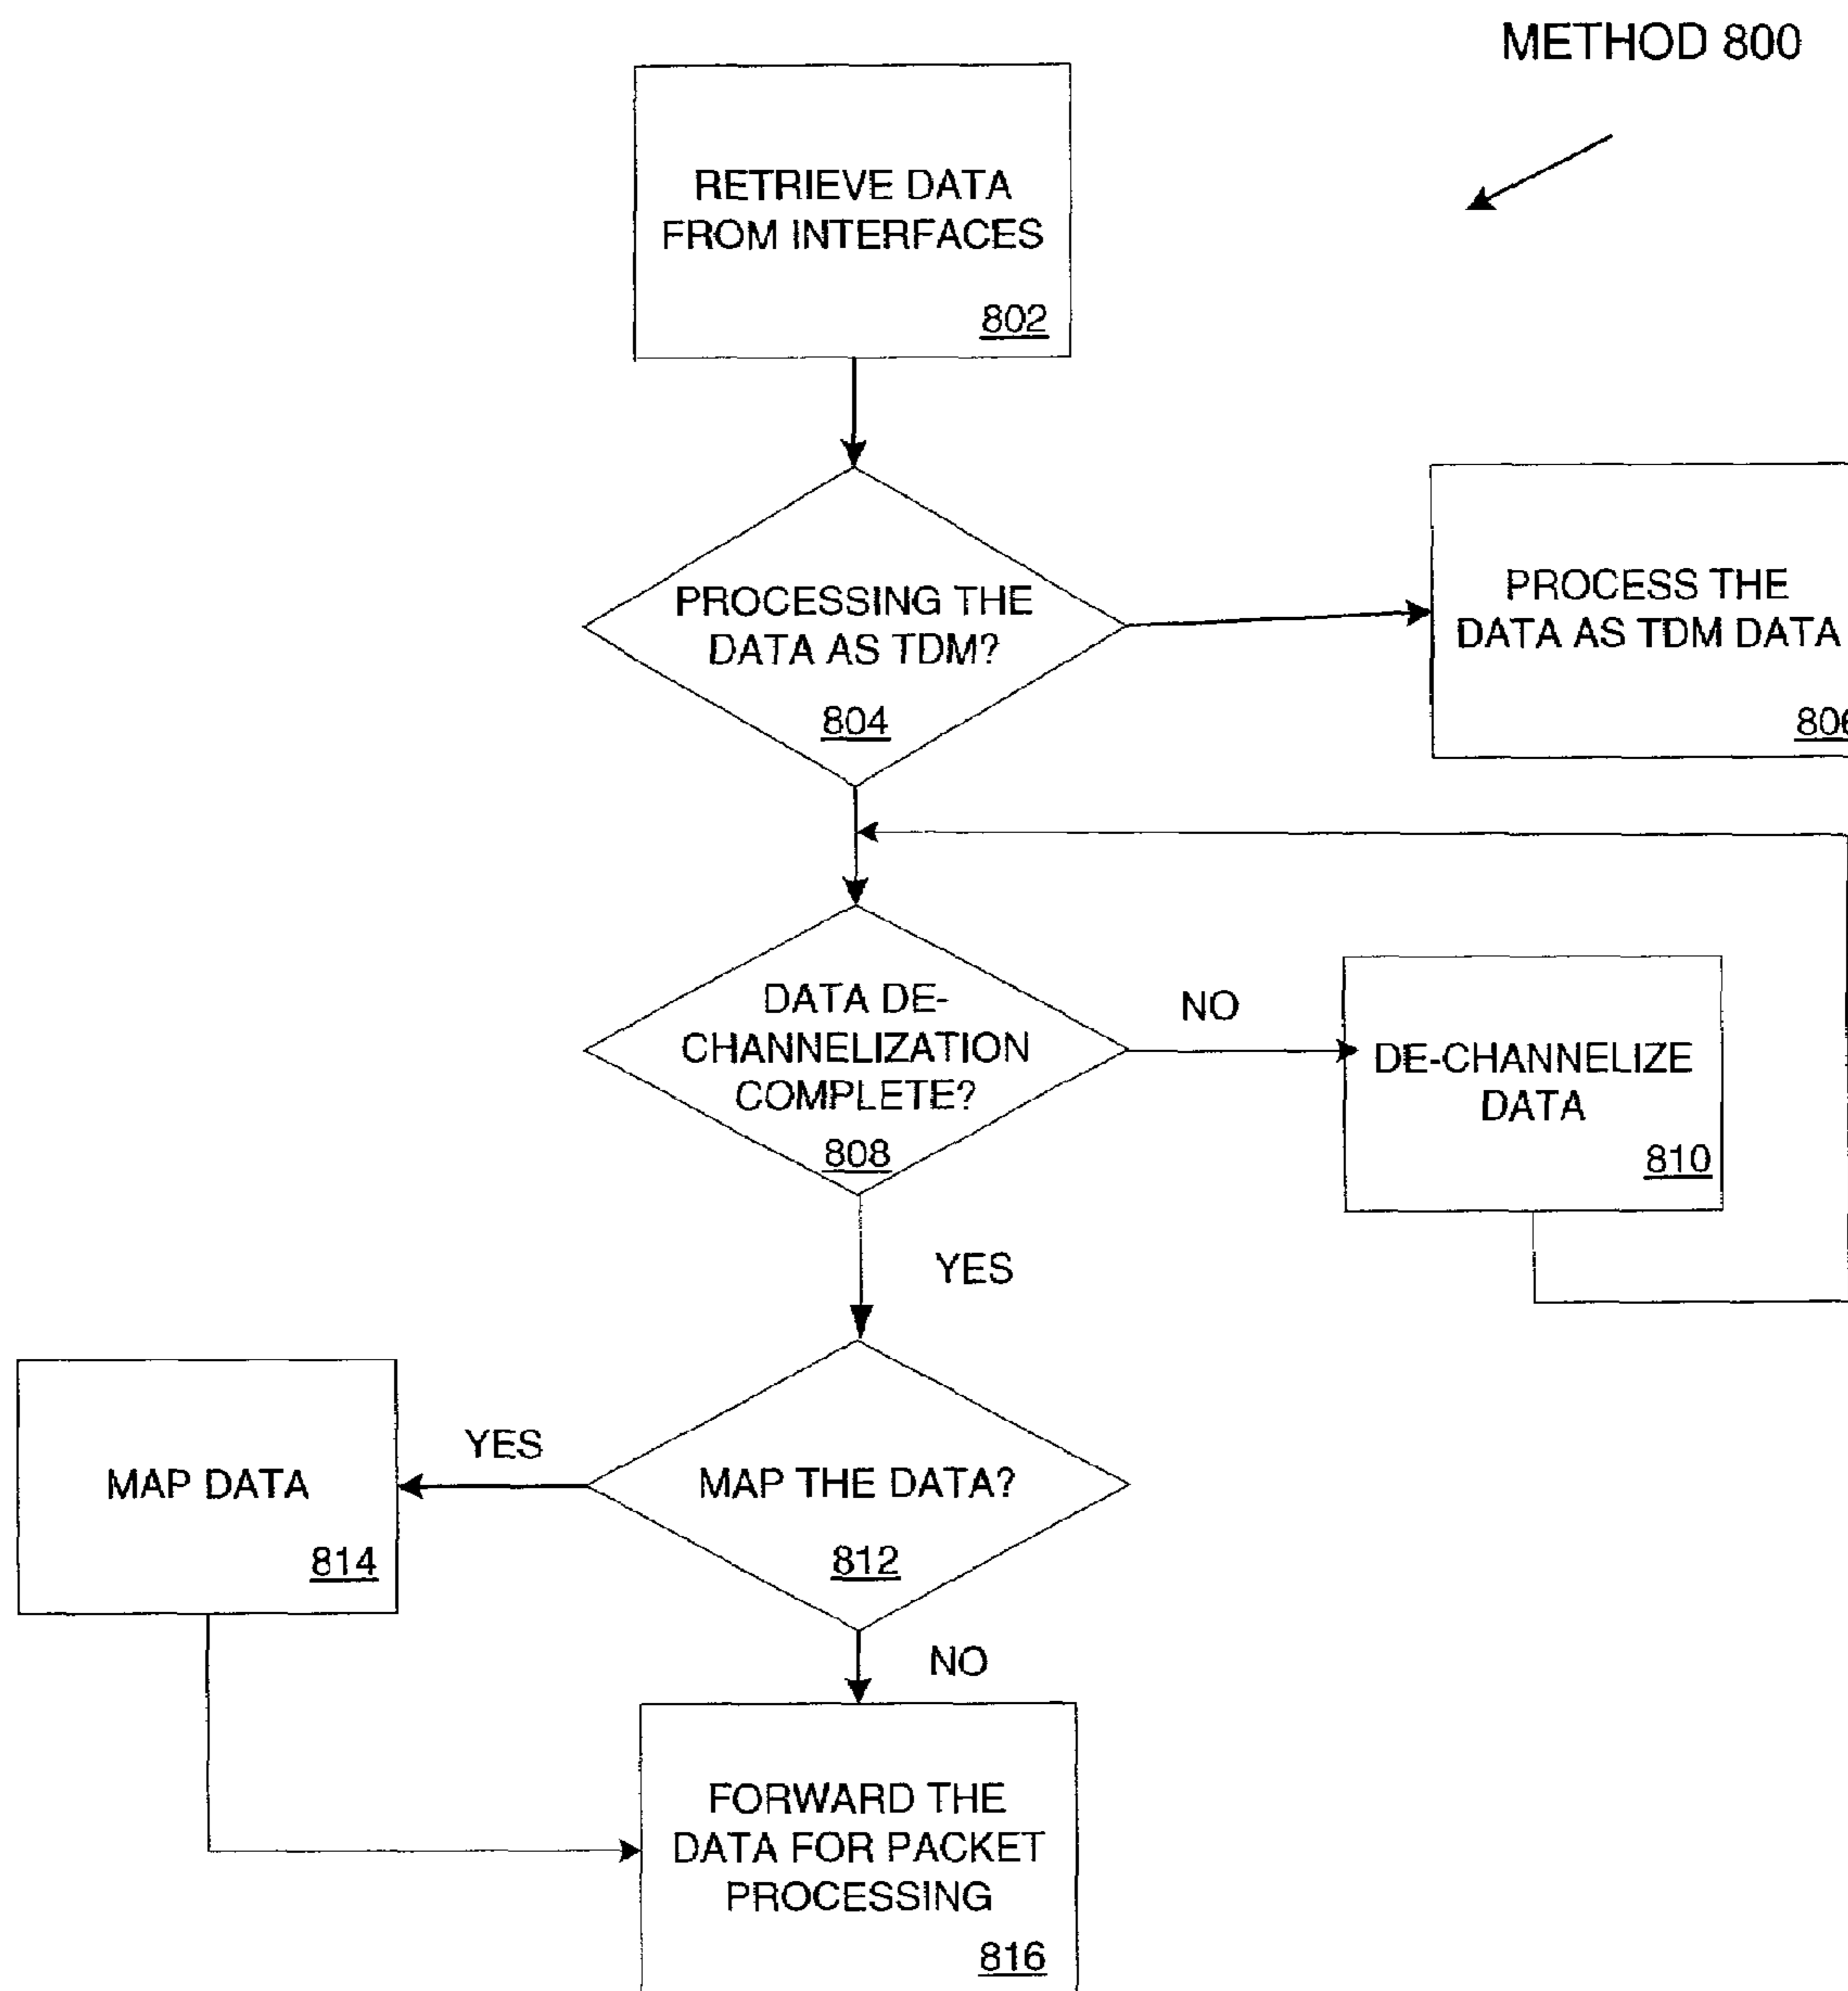 METHOD 800
RETRIEVE DATA
FROM INTERFACES
802
PROCESSING THE
DATA AS TDM?
804
PROCESS THE
DATA AS TDM DATA
806
DATA DE-
CHANNELIZATION
COMPLETE?
808
NO
DE-CHANNELIZE
DATA
810
YES
MAP THE DATA?
812
YES
MAP DATA
814
NO
FORWARD THE
DATA FOR PACKET
PROCESSING
816